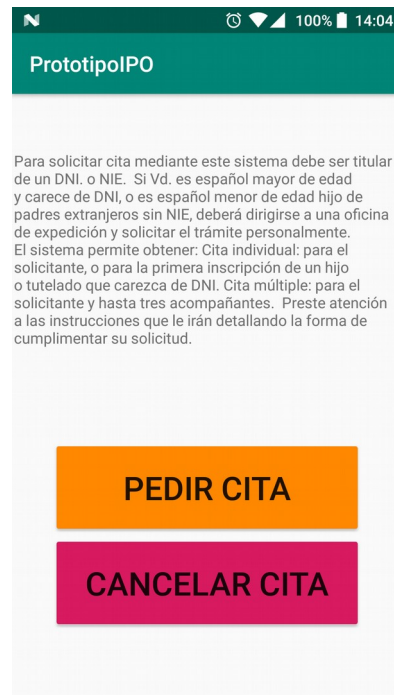 100% 14:04
PrototipoIPO
Para solicitar cita mediante este sistema debe ser titular
de un DNI. o NIE.  Si Vd. es español mayor de edad
y carece de DNI, o es español menor de edad hijo de
padres extranjeros sin NIE, deberá dirigirse a una oficina
de expedición y solicitar el trámite personalmente.
El sistema permite obtener: Cita individual: para el
solicitante, o para la primera inscripción de un hijo
o tutelado que carezca de DNI. Cita múltiple: para el
solicitante y hasta tres acompañantes.  Preste atención
a las instrucciones que le irán detallando la forma de
cumplimentar su solicitud.
PEDIR CITA
CANCELAR CITA